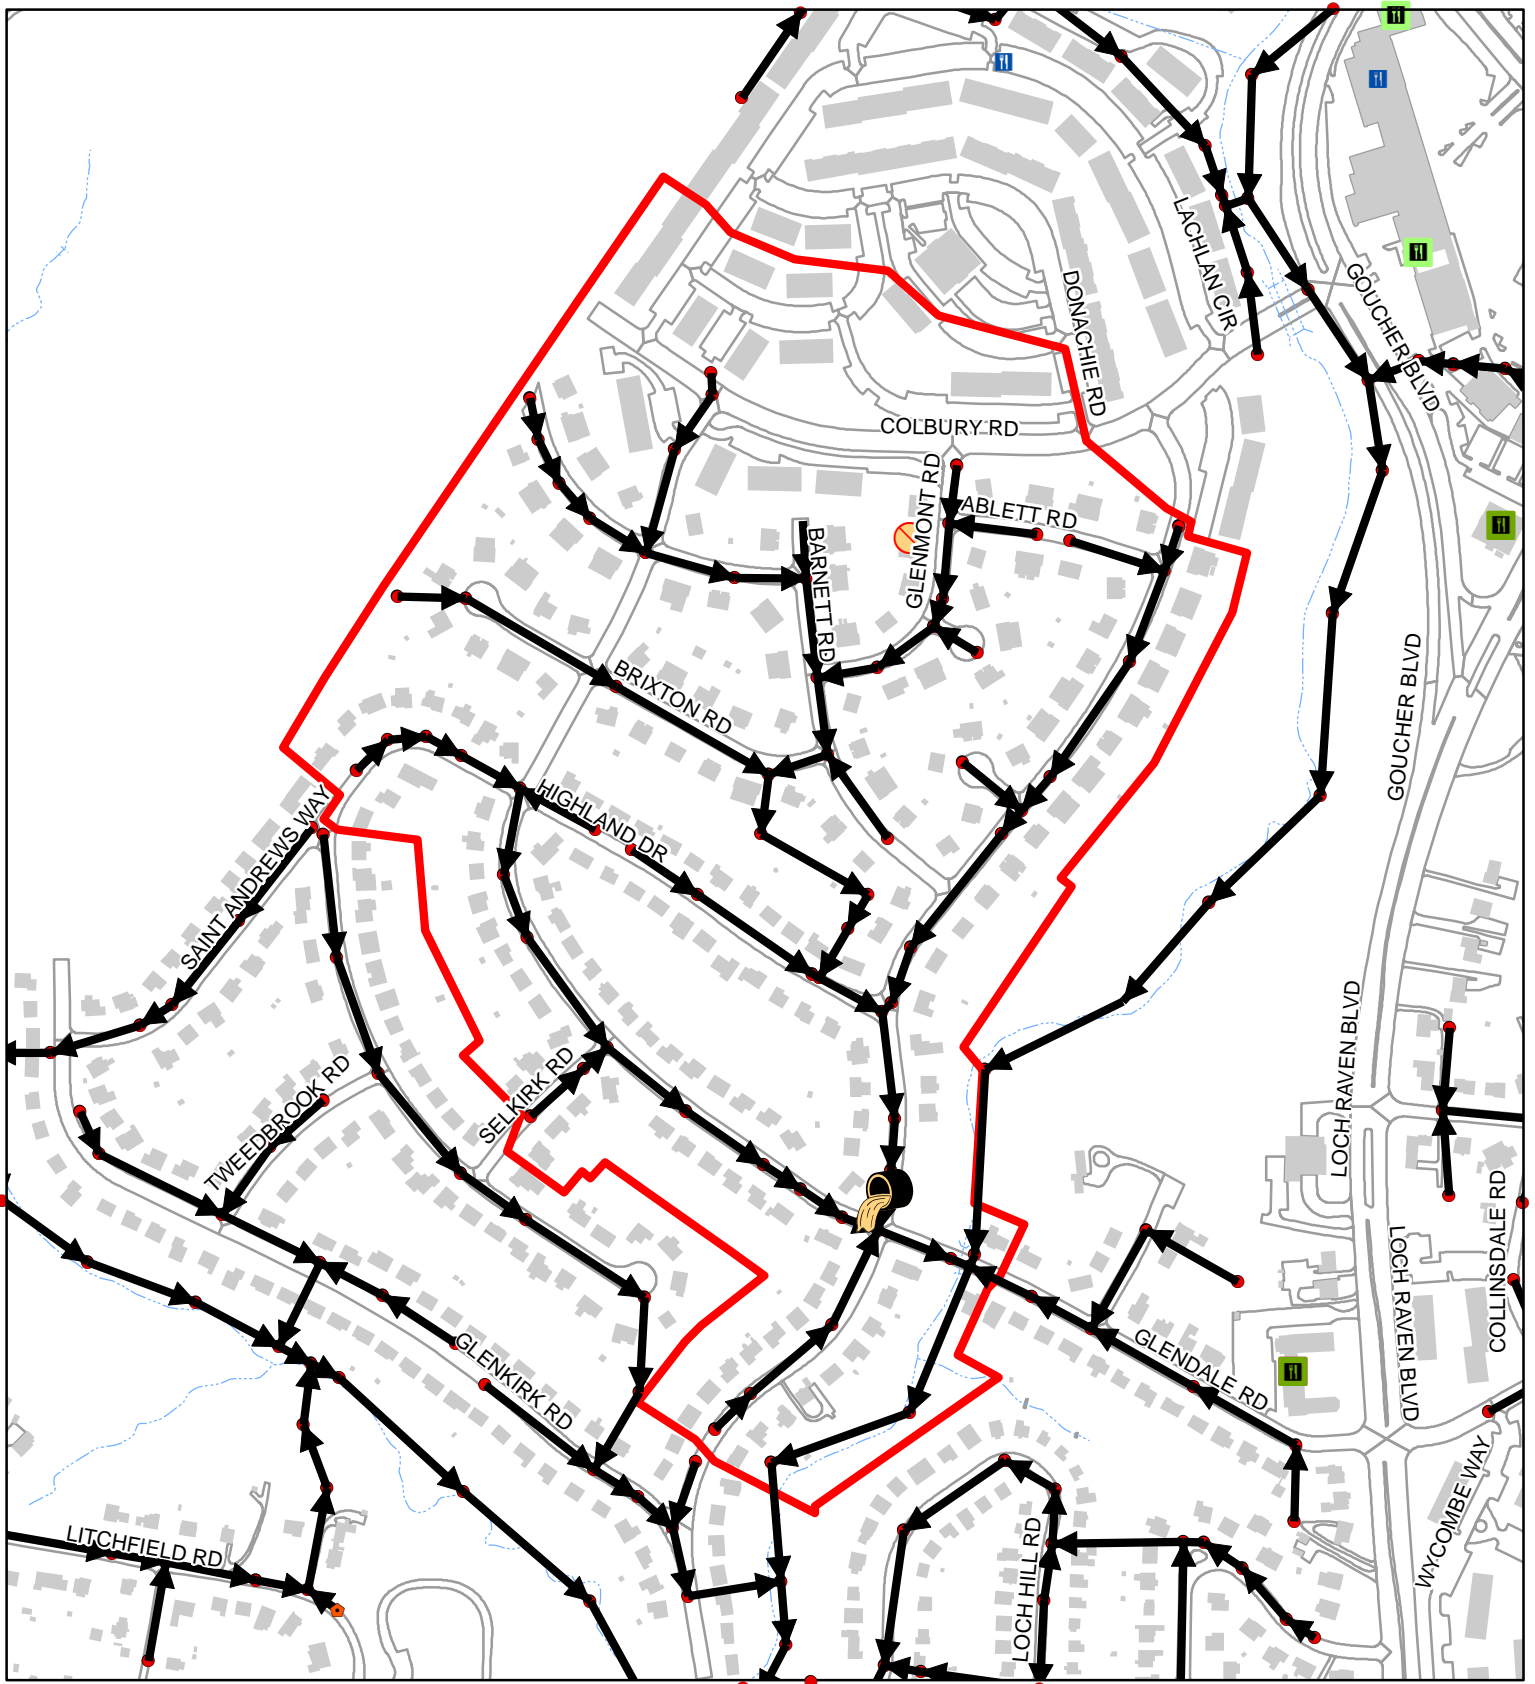 LACHLAN CIR
DONACHIE RD
GOUCHER BLVD
COLBURY RD
GLENMONT RD
ABLETT RD
BARNETT RD
BRIXTON RD
GOUCHER BLVD
HIGHLAND DR
SAINT ANDREWS WAY
LOCH RAVEN BLVD
SELKIRK RD
TWEEDBROOK RD
COLLINSDALE RD
LOCH RAVEN BLVD
GLENKIRK RD
GLENDALE RD
WYCOMBE WAY
LITCHFIELD RD
LOCH HILL RD